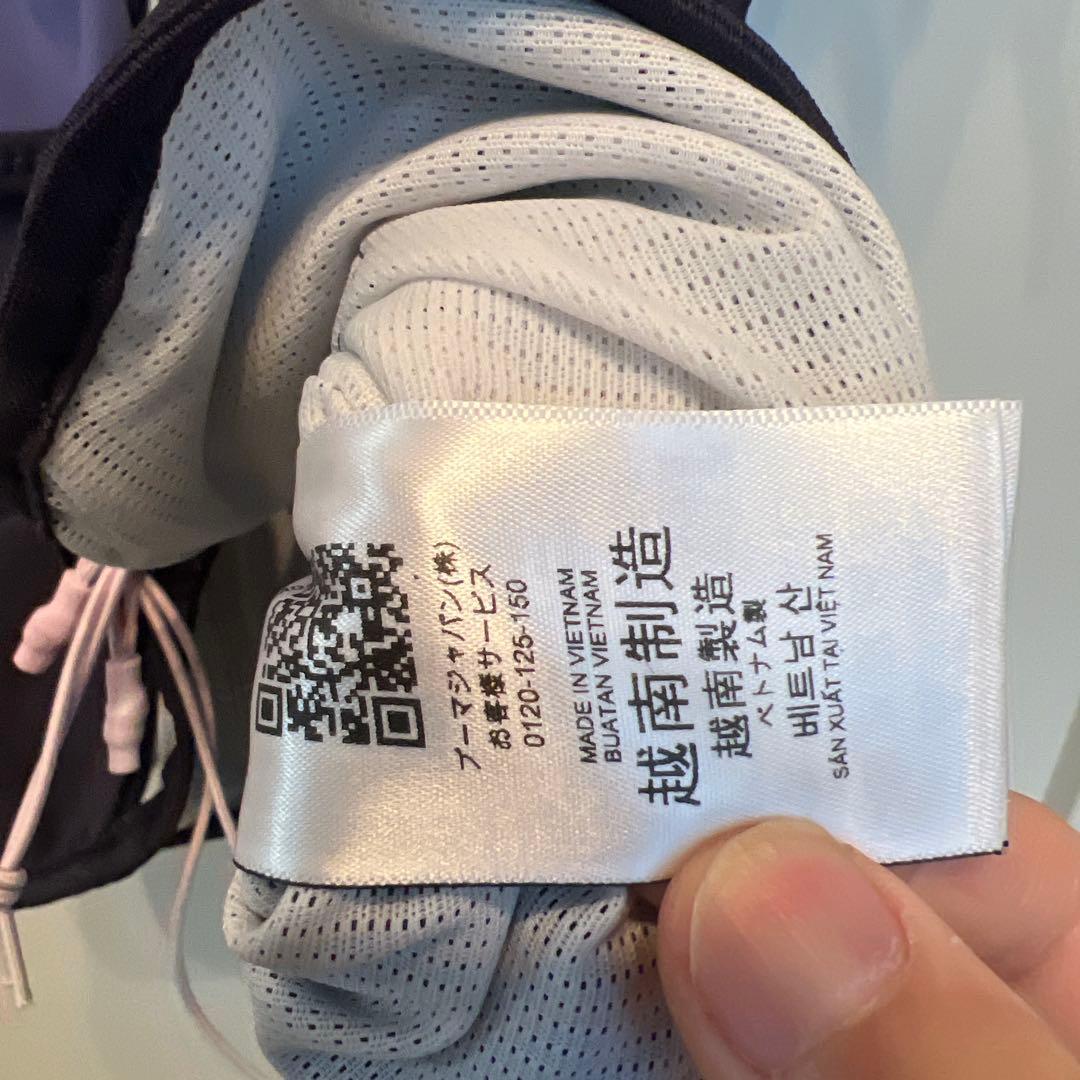 プーマジャパン(株)
お客様サービス
0120-125-150
MADE IN VIETNAM
BUATAN VIETNAM
越南制造
越南製造
ベトナム製
베트남 산
SẢN XUẤT TẠI VIỆT NAM